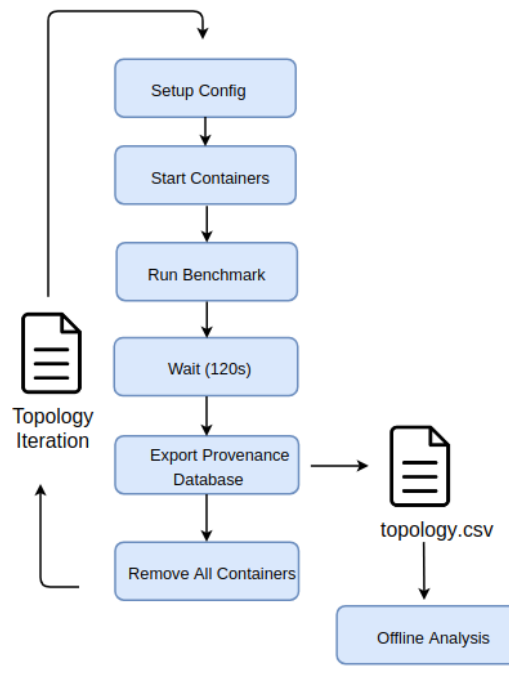 Setup Config
Start Containers
Run Benchmark
Wait (120s)
Topology
Iteration
Export Provenance
Database
topology.csv
Remove All Containers
Offline Analysis